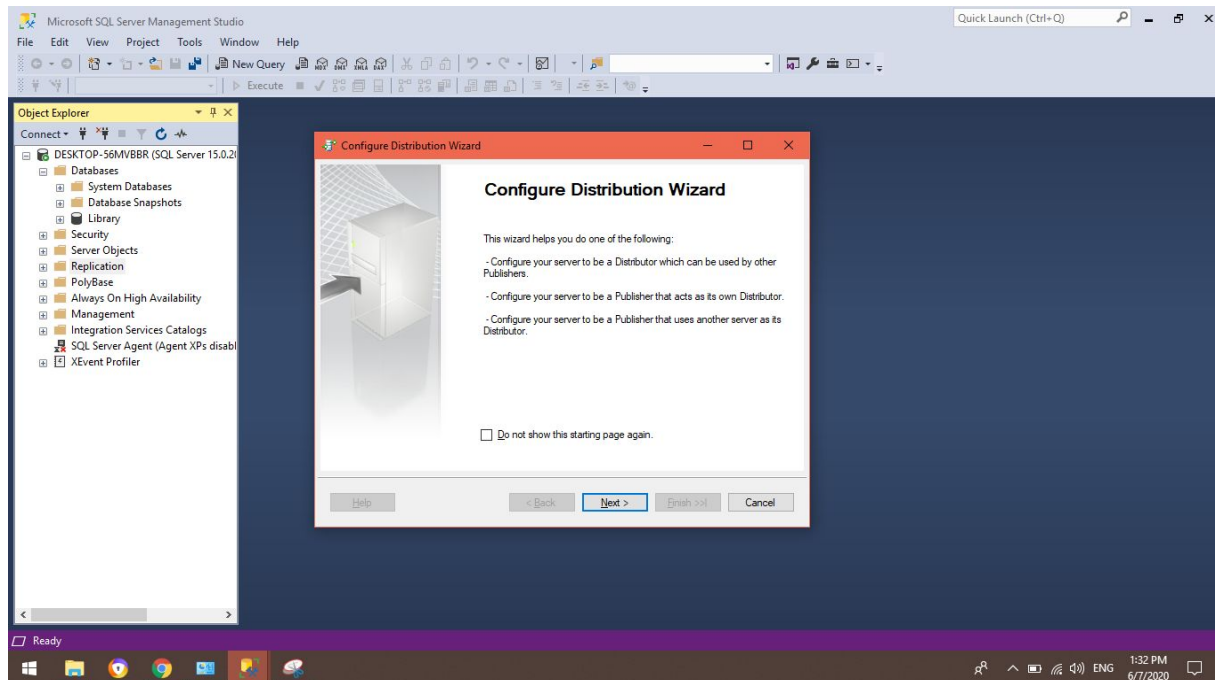 Microsoft SQL Server Management Studio
Quick Launch (Ctrl+Q)
File Edit View Project Tools Window Help
New Query
Execute
Object Explorer
Connect
DESKTOP-56MVBBR (SQL Server 15.0.20
Databases
System Databases
Database Snapshots
Library
Security
Server Objects
Replication
PolyBase
Always On High Availability
Management
Integration Services Catalogs
SQL Server Agent (Agent XPs disabl
XEvent Profiler
Configure Distribution Wizard
Configure Distribution Wizard
This wizard helps you do one of the following:
- Configure your server to be a Distributor which can be used by other
Publishers.
- Configure your server to be a Publisher that acts as its own Distributor.
- Configure your server to be a Publisher that uses another server as its
Distributor.
Do not show this starting page again.
Help < Back Next > Finish >>| Cancel
Ready
ENG
1:32 PM
6/7/2020